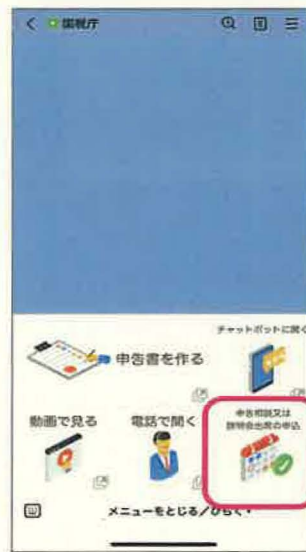 国税庁
チャットボットに聞く
申告書を作る
動画で見る
電話で聞く
申告相談又は
説明会出席の申込
メニューをとじる/ひらく▾